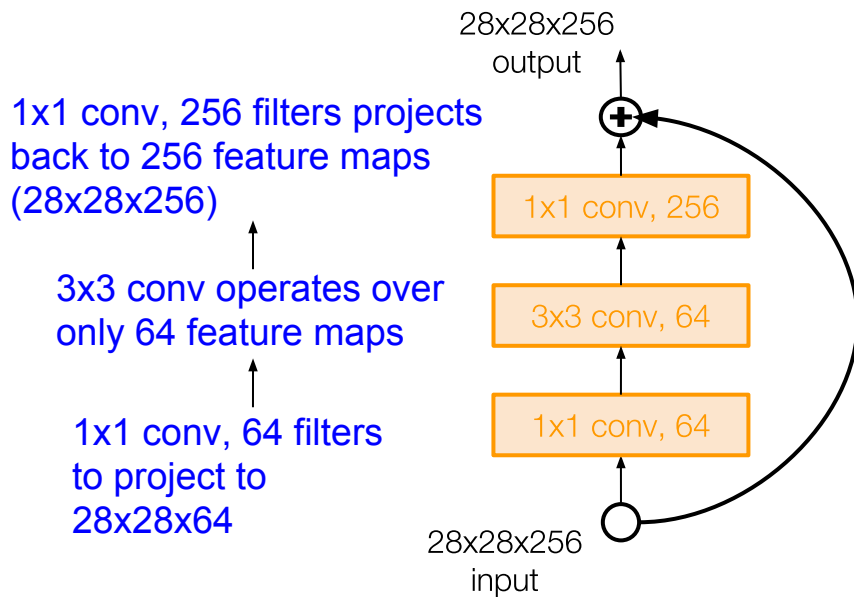 28x28x256
output
1x1 conv, 256 filters projects
back to 256 feature maps
(28x28x256)
3x3 conv operates over
only 64 feature maps
1x1 conv, 64 filters
to project to
28x28x64
1x1 conv, 256
3x3 conv, 64
1x1 conv, 64
28x28x256
input